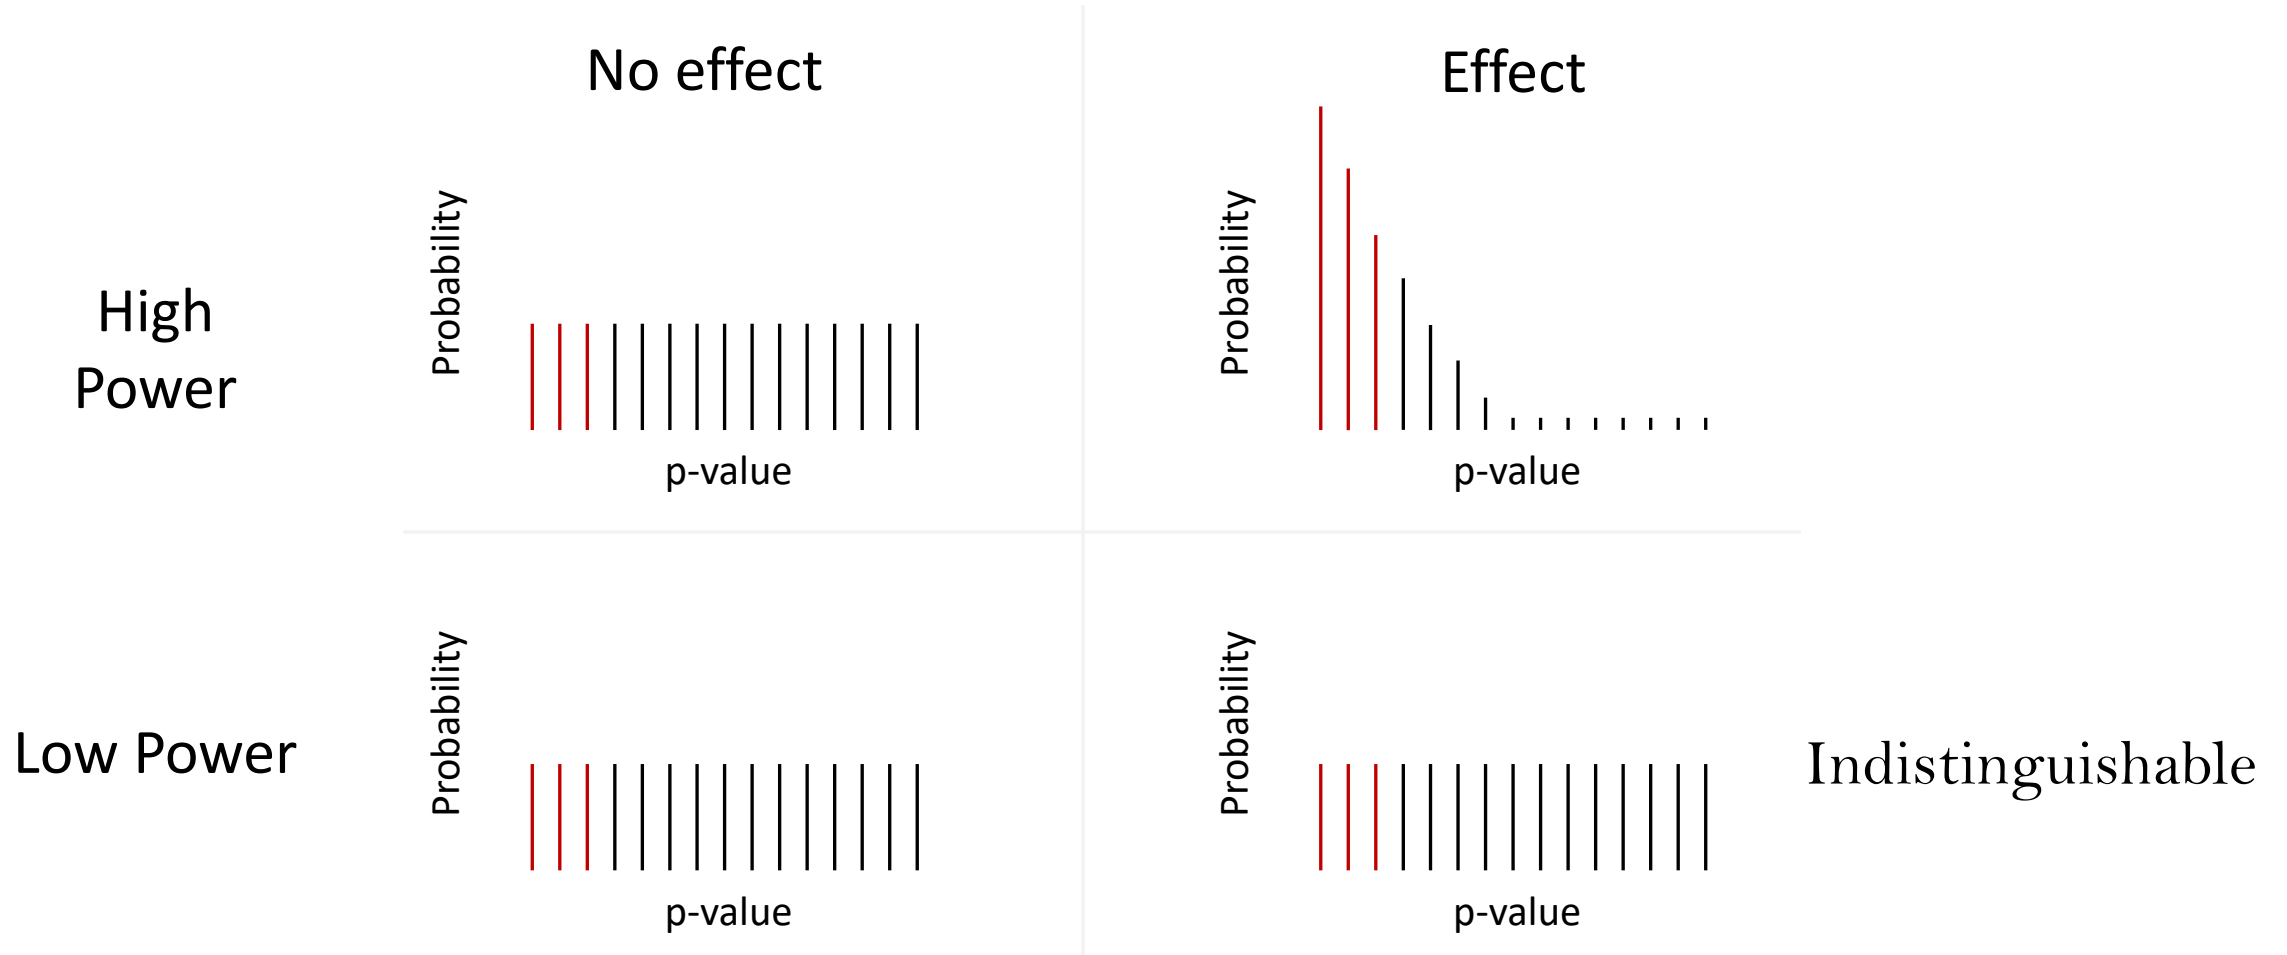 No effect
Effect
High
Power
Probability
p-value
Probability
p-value
Low Power
Probability
p-value
Probability
p-value
Indistinguishable